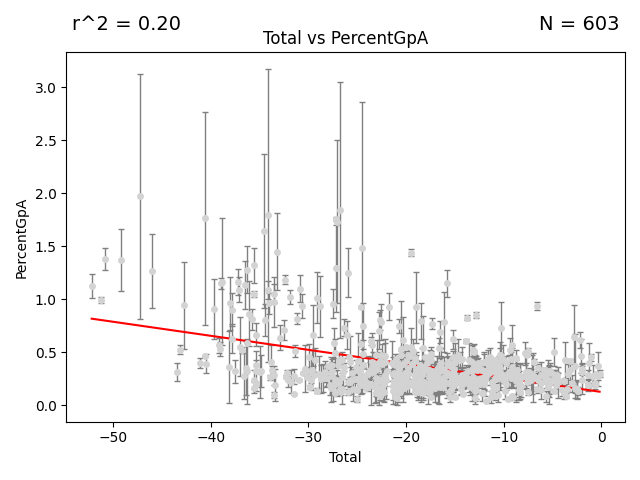 r^2 = 0.20
N = 603
Total vs PercentGpA
PercentGpA
3.0
2.5
2.0
1.5
1.0
0.5
0.0
−50
−40
−30
−20
−10
0
Total